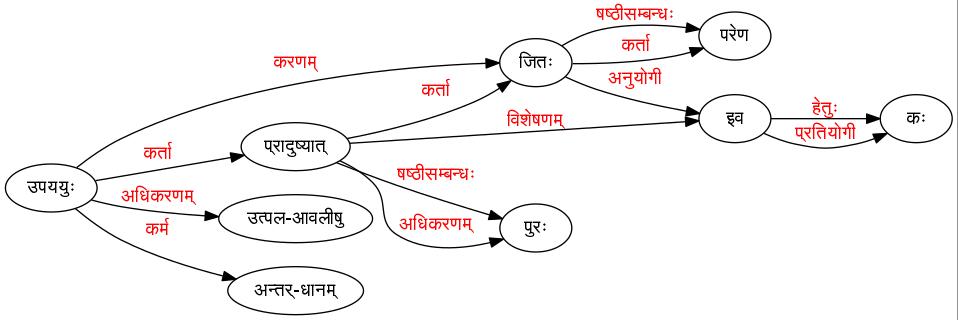 षष्ठीसम्बन्धः
परेण
कर्ता
जितः
करणम्
अनुयोगी
कर्ता
हेतुः
विशेषणम्
इव
कः
प्रतियोगी
प्रादुष्यात्
कर्ता
षष्ठीसम्बन्धः
उपययुः
अधिकरणम्
उत्पल-आवलीषु
अधिकरणम्
पुरः
कर्म
अन्तर्-धानम्